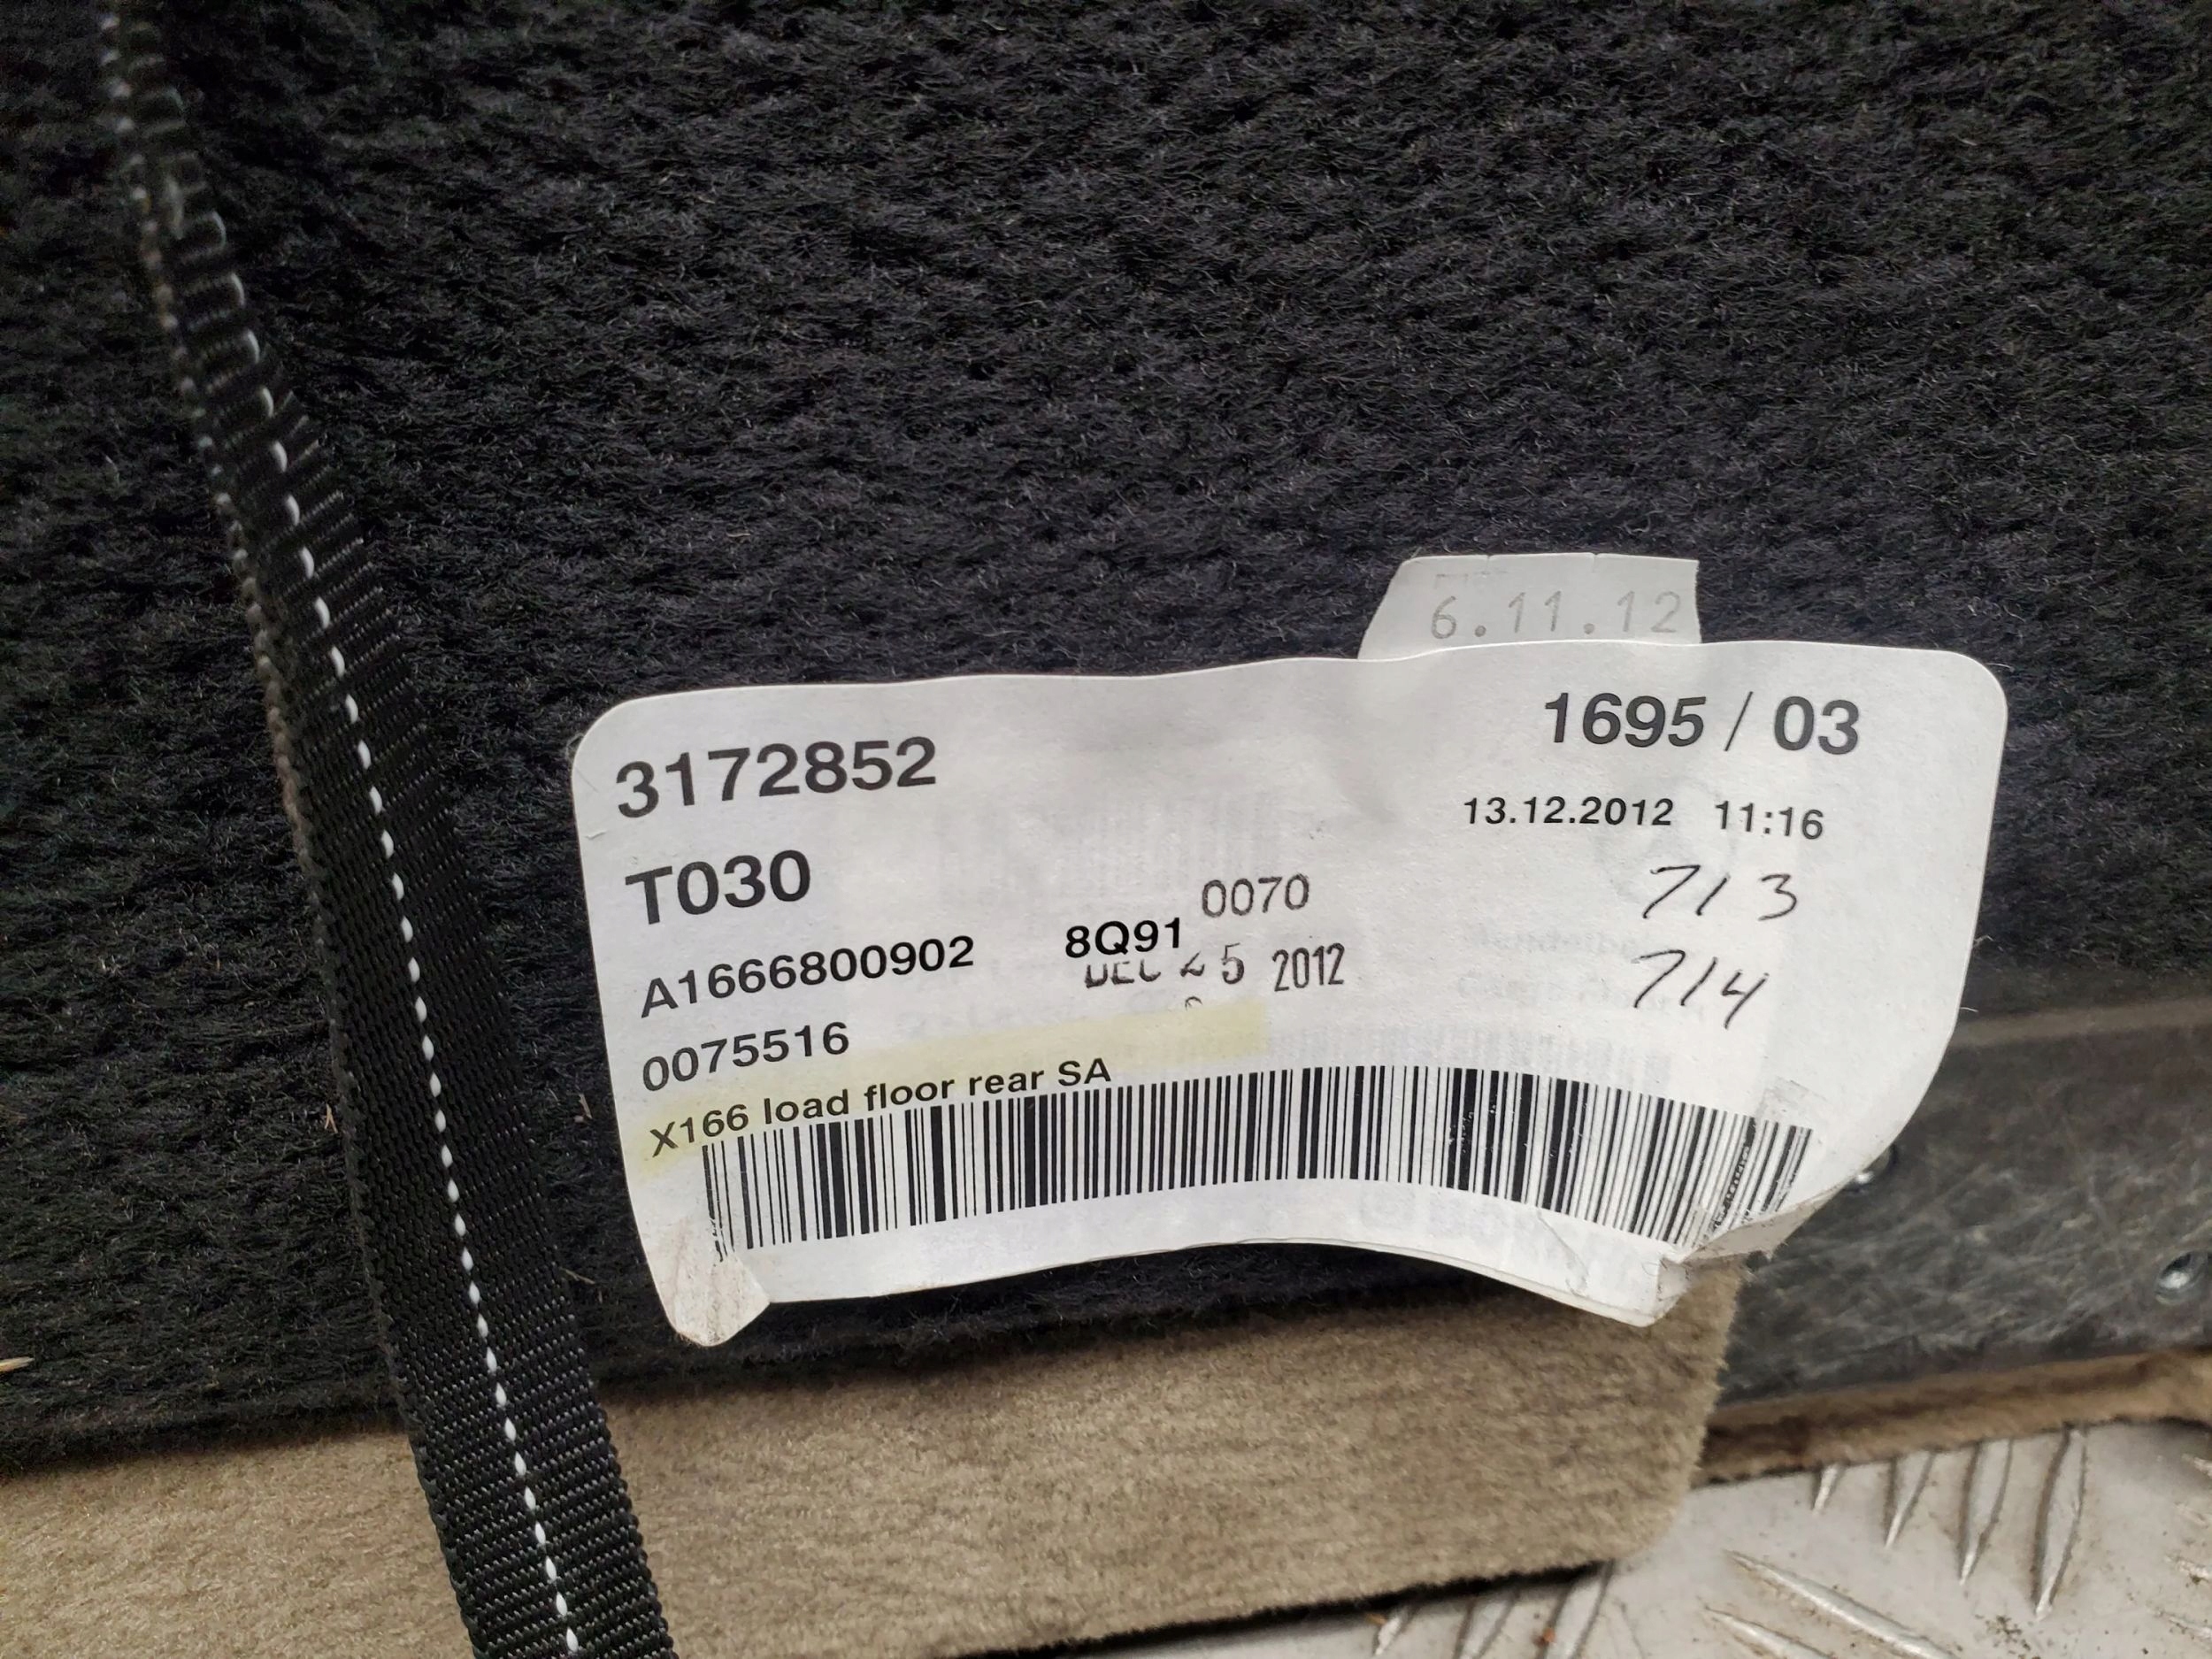 6.11.12
1695 / 03
3172852
13.12.2012 11:16
T030
713
0070
A1666800902 8Q91
5 2012
714
0075516
X166 load floor rear SA